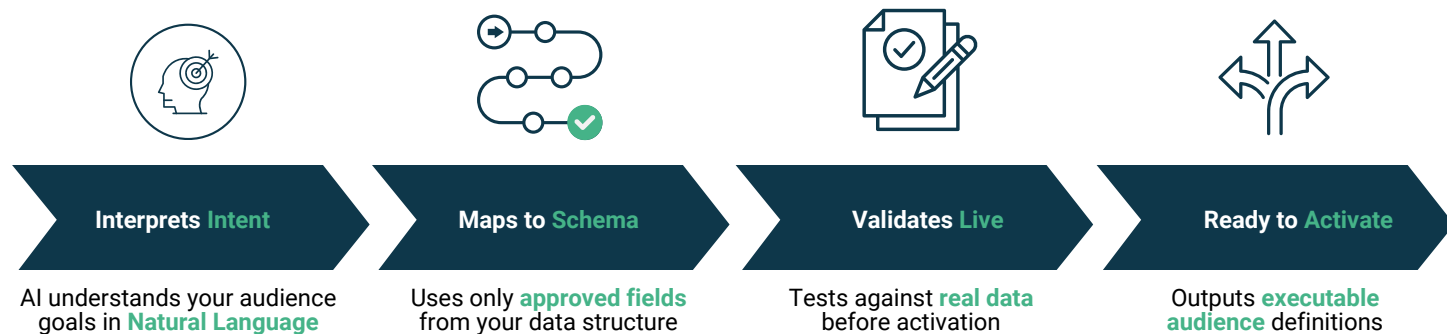 Interprets Intent
Maps to Schema
Validates Live
Ready to Activate
AI understands your audience
goals in Natural Language
Uses only approved fields
from your data structure
Tests against real data
before activation
Outputs executable
audience definitions